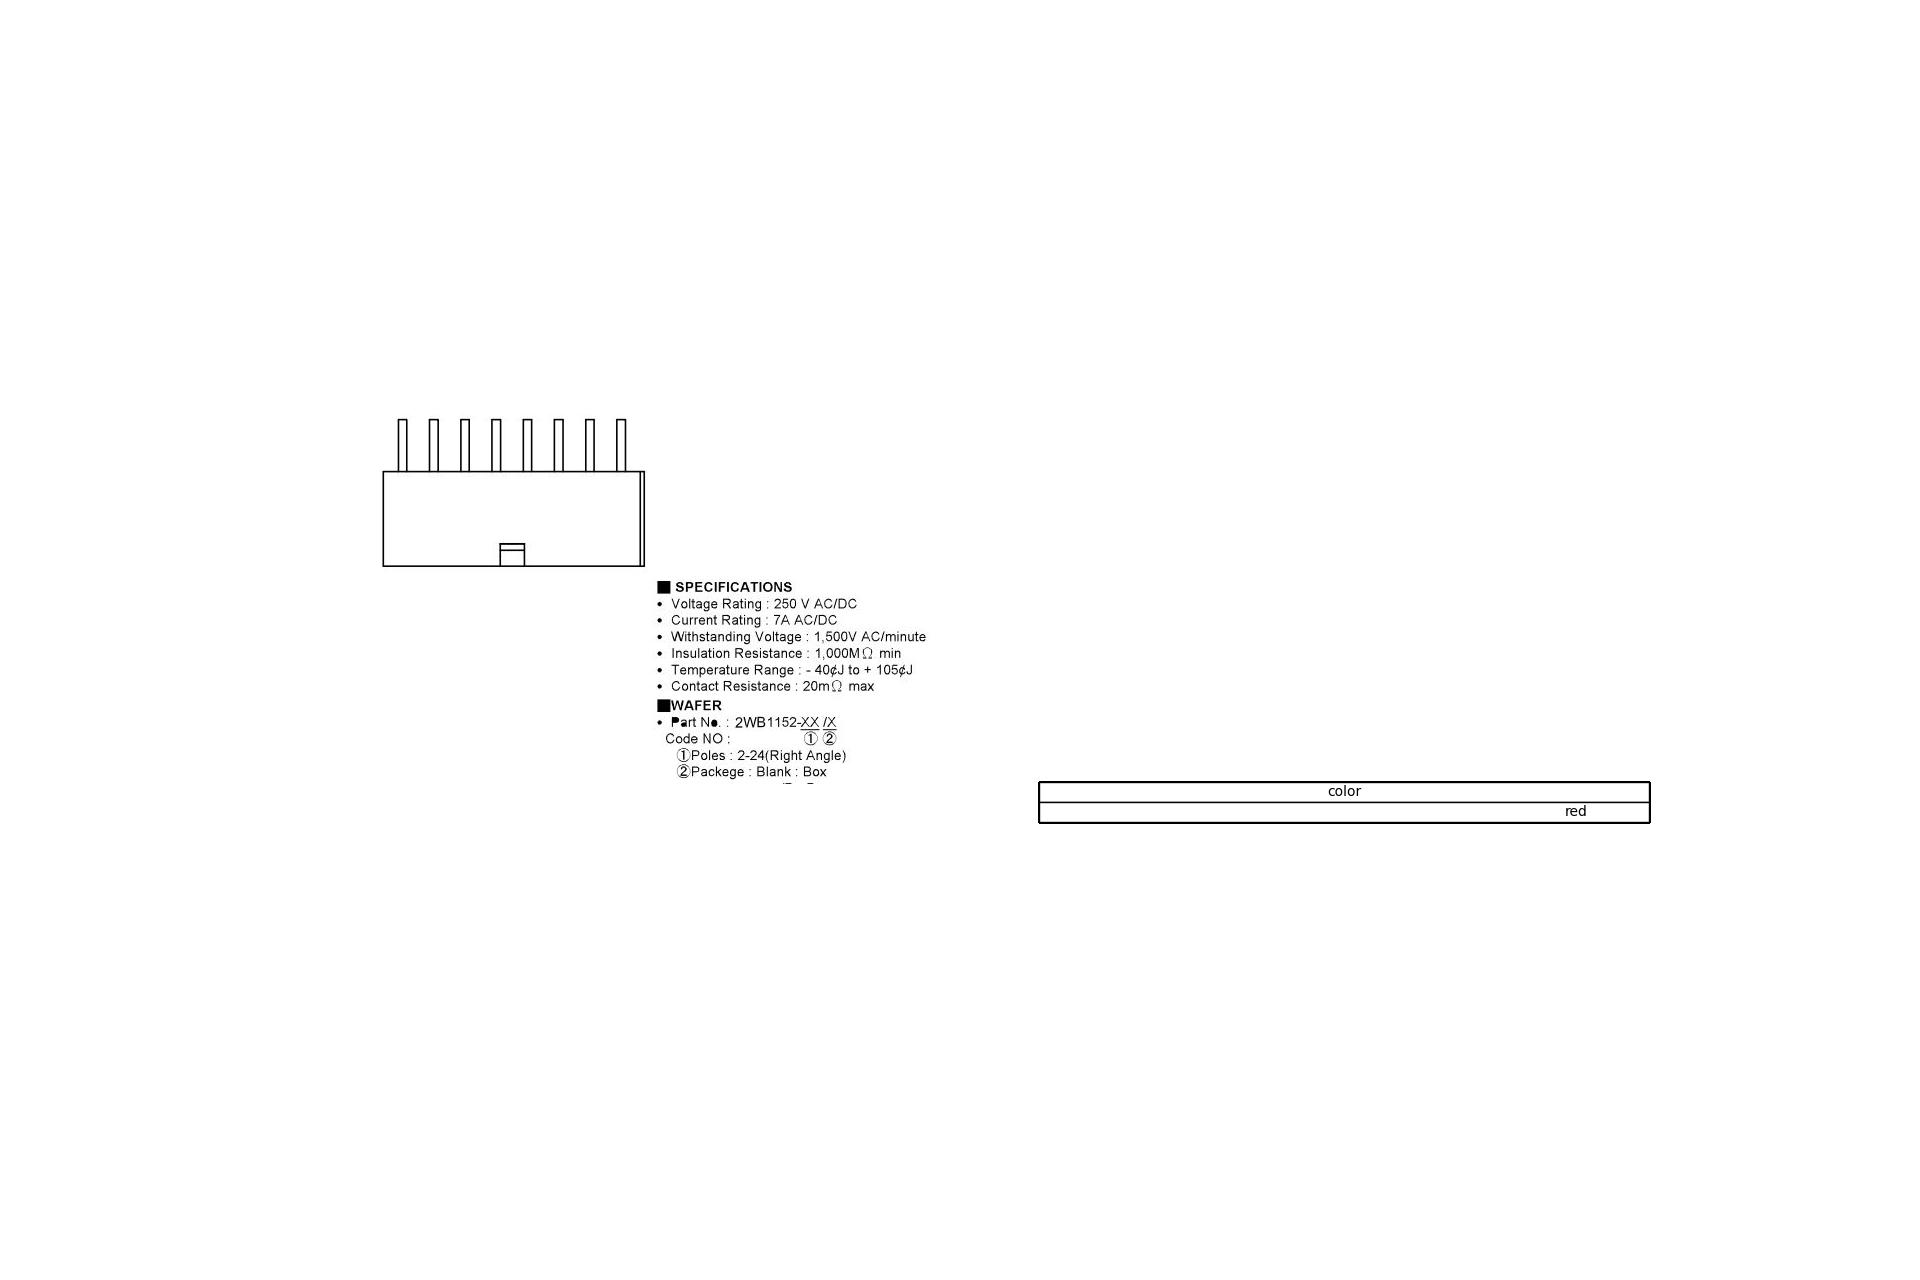 ■ SPECIFICATIONS
• Voltage Rating : 250 V AC/DC
• Current Rating : 7A AC/DC
• Withstanding Voltage : 1,500V AC/minute
• Insulation Resistance : 1,000MΩ min
• Temperature Range : - 40¢J to + 105¢J
• Contact Resistance : 20mΩ max
■WAFER
• Part No. : 2WB1152-XX /X
Code NO : ① ②
①Poles : 2-24(Right Angle)
②Packege : Blank : Box
color
red